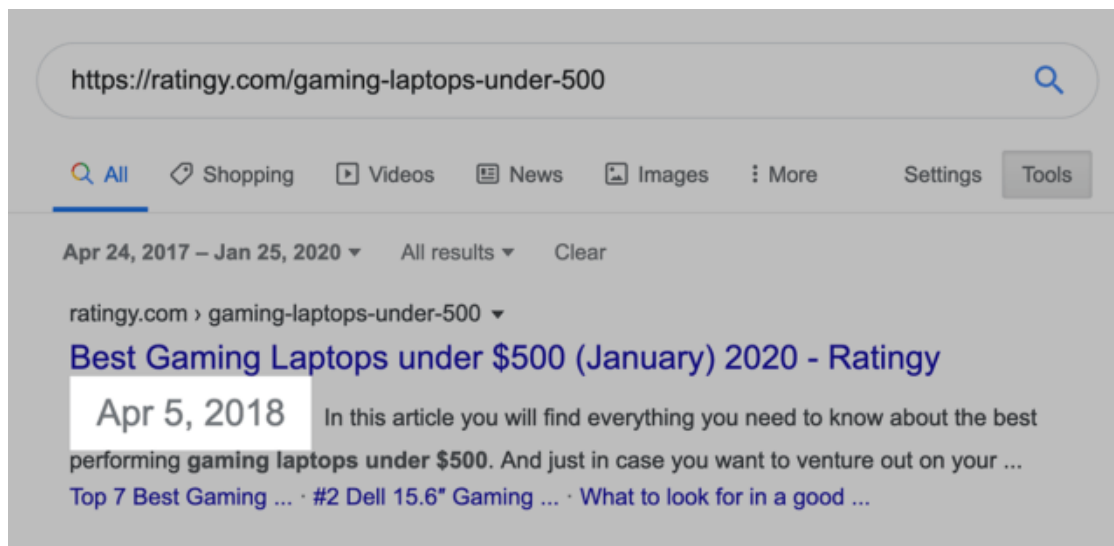 https://ratingy.com/gaming-laptops-under-500
All Shopping Videos News Images More Settings Tools
Apr 24, 2017 – Jan 25, 2020 All results Clear
ratingy.com › gaming-laptops-under-500
Best Gaming Laptops under $500 (January) 2020 - Ratingy
Apr 5, 2018 In this article you will find everything you need to know about the best
performing gaming laptops under $500. And just in case you want to venture out on your ...
Top 7 Best Gaming ... · #2 Dell 15.6″ Gaming ... · What to look for in a good ...